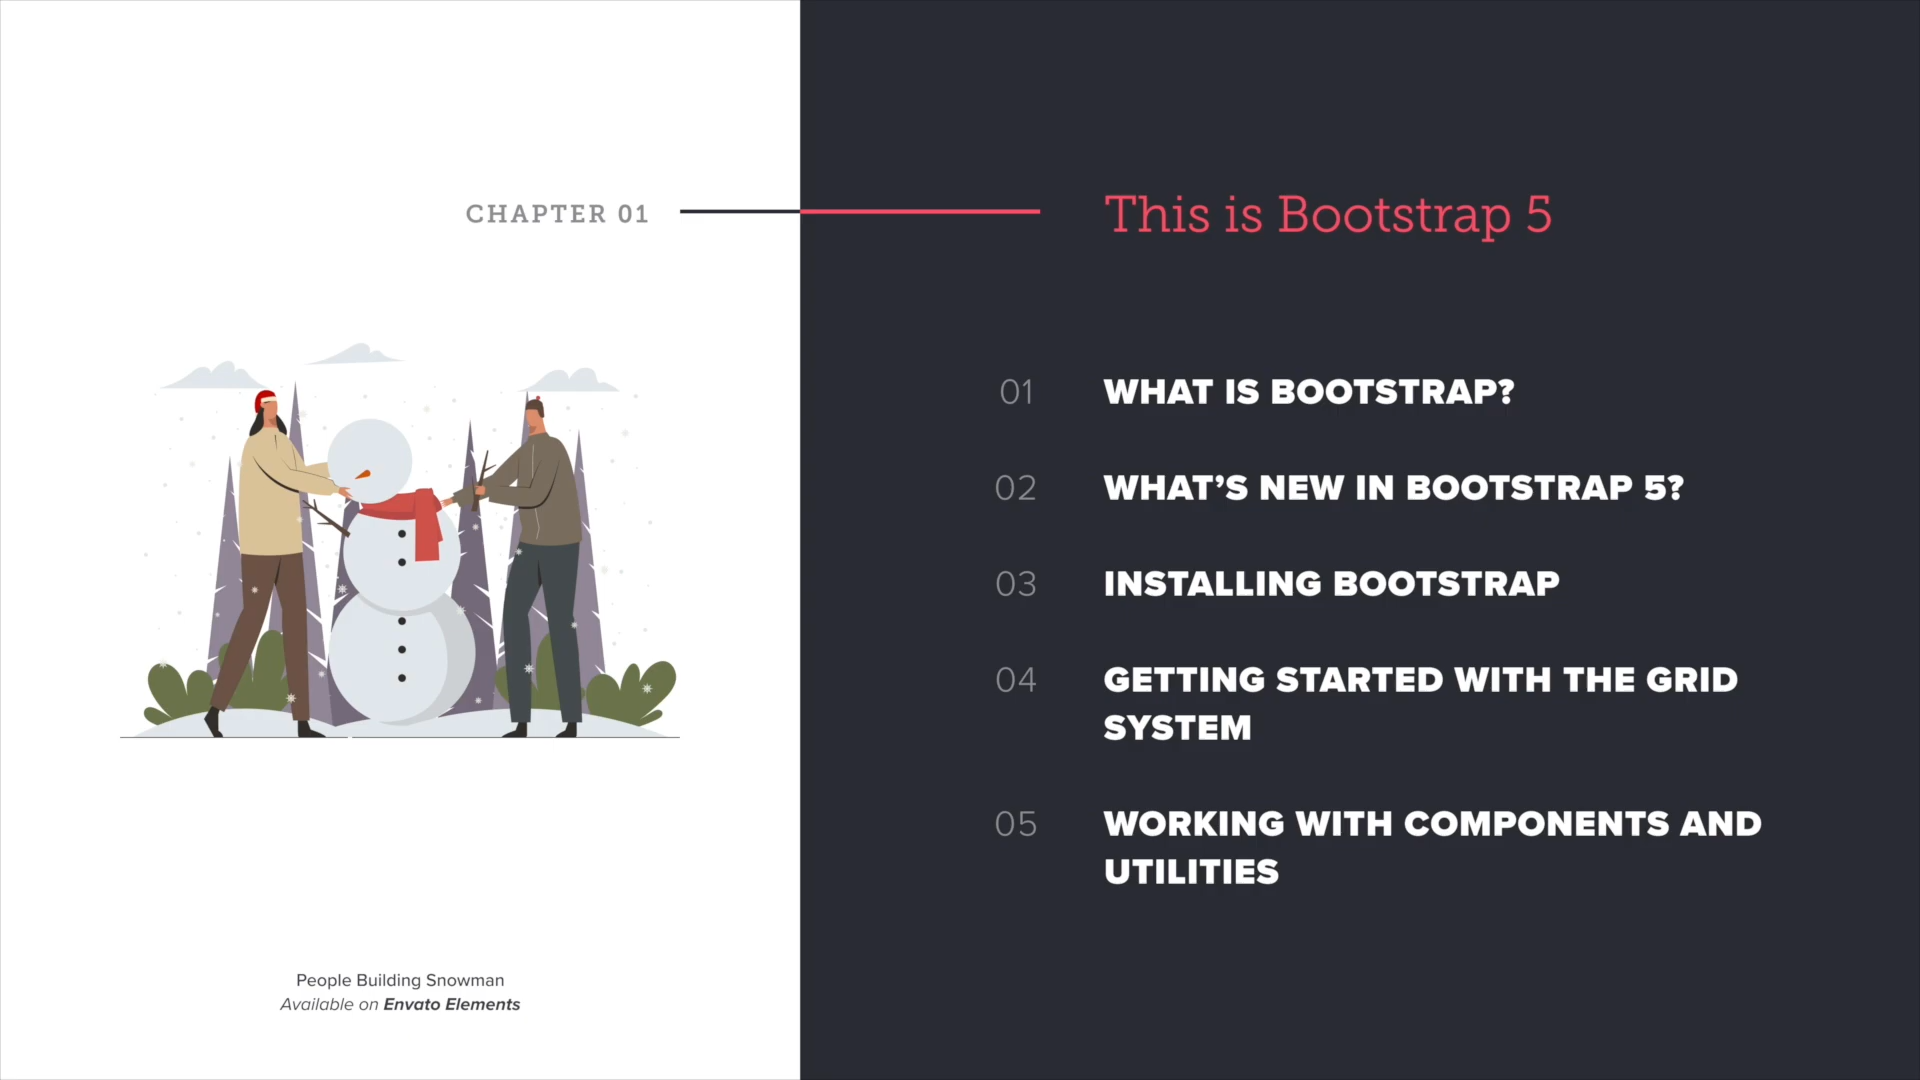 CHAPTER 01
This is Bootstrap 5
01 WHAT IS BOOTSTRAP?
02 WHAT’S NEW IN BOOTSTRAP 5?
03 INSTALLING BOOTSTRAP
04 GETTING STARTED WITH THE GRID
SYSTEM
05 WORKING WITH COMPONENTS AND
UTILITIES
People Building Snowman
Available on Envato Elements